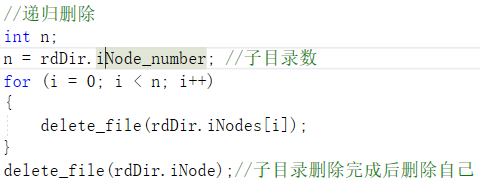 //递归删除
int n;
n = rdDir.iNode_number; //子目录数
for (i = 0; i < n; i++)
{
    delete_file(rdDir.iNodes[i]);
}
delete_file(rdDir.iNode);//子目录删除完成后删除自己